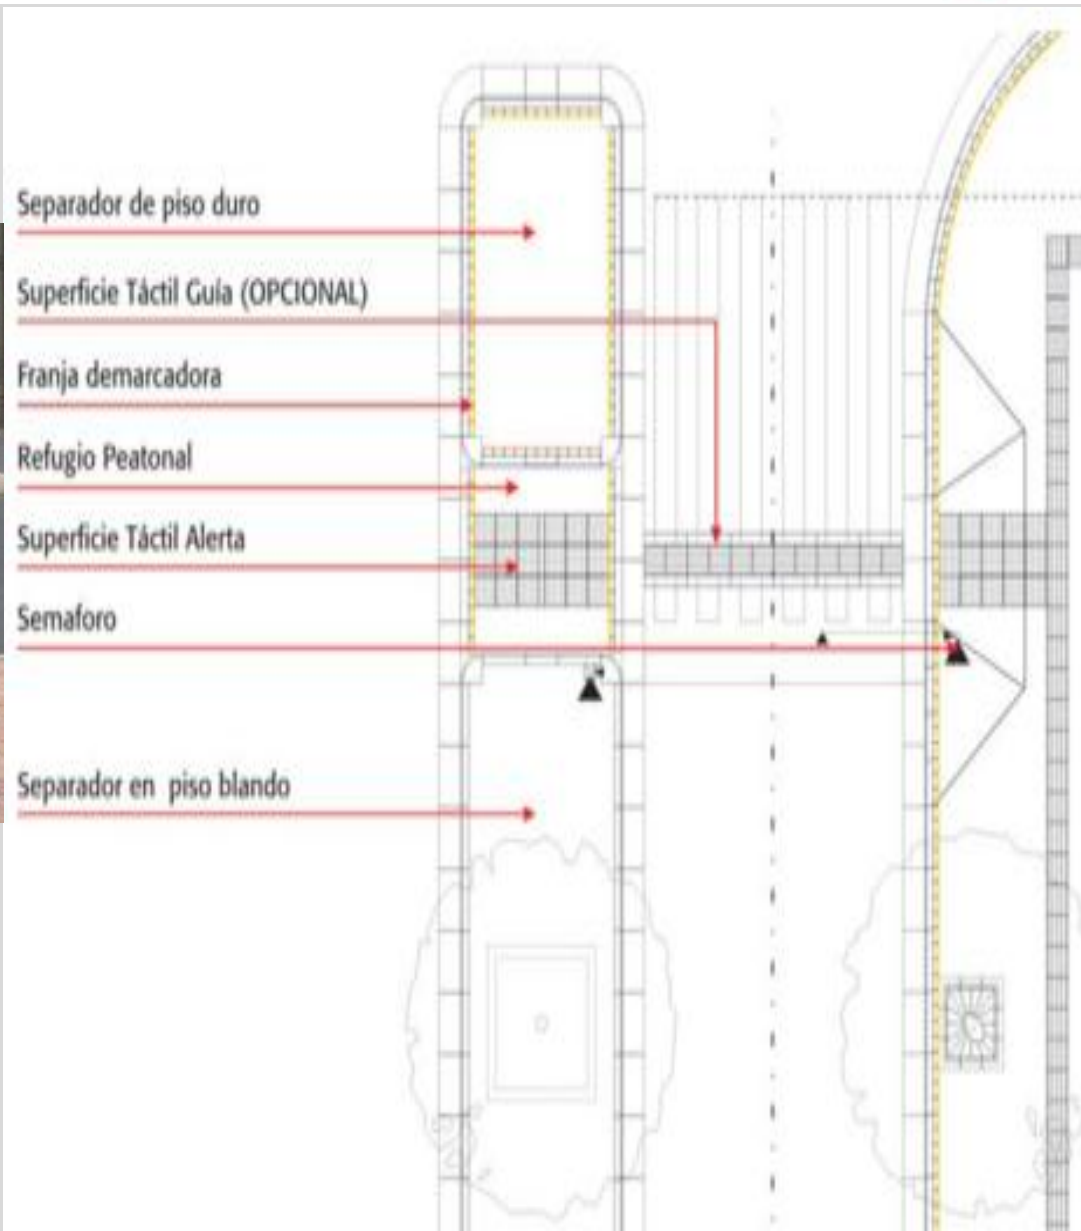 Separador de piso duro
Superficie Táctil Guía (OPCIONAL)
Franja demarcadora
Refugio Peatonal
Superficie Táctil Alerta
Semaforo
Separador en piso blando